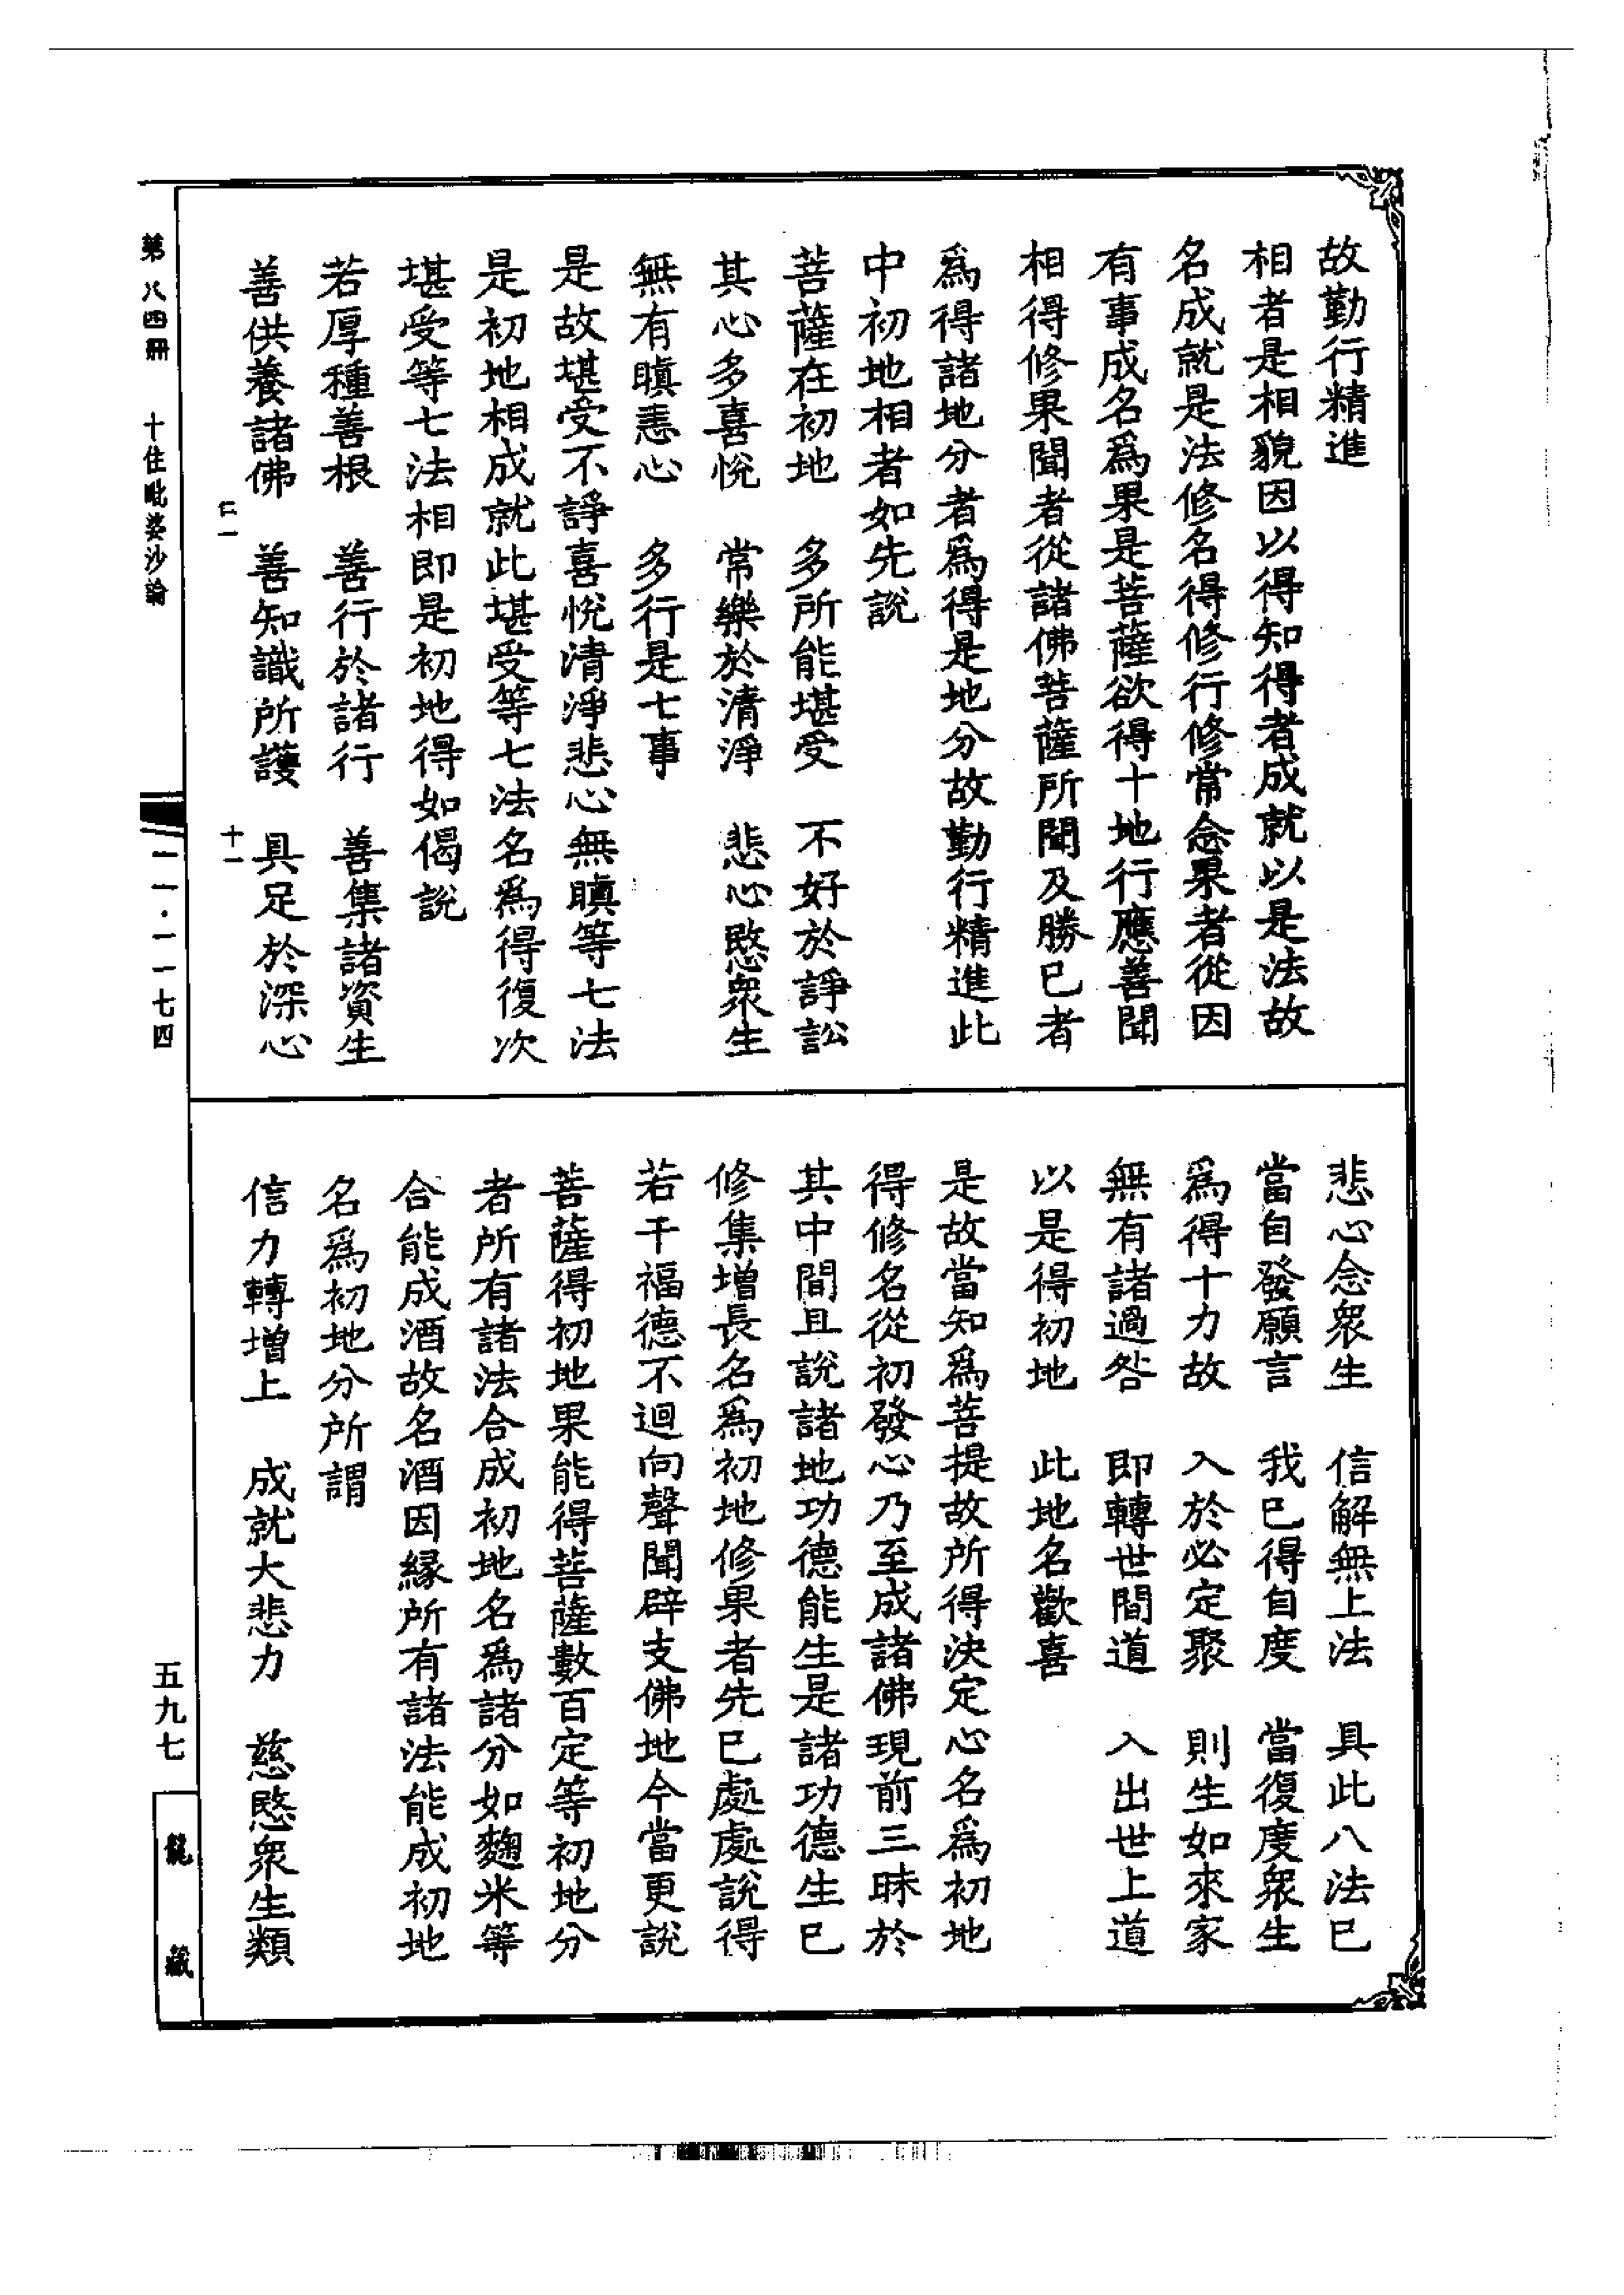 故勤行精進
相者是相貌因以得知得者成就以是法故
名成就是法修名得修行修常念果者從因
有事成名爲果是菩薩欲得十地行應善聞
相得修果聞者從諸佛菩薩所聞及勝已者
爲得諸地分者爲得是地分故勤行精進此
中初地相者如先說
菩薩在初地　多所能堪受　不好於諍訟
其心多喜悅　常樂於清淨　悲心愍衆生
無有瞋恚心　多行是七事
是故堪受不諍喜悅清淨悲心無瞋等七法
是初地相成就此堪受等七法名爲得復次
堪受等七法相即是初地得如偈說
若厚種善根　善行於諸行　善集諸資生
善供養諸佛　善知識所護　具足於深心
仁一　十一
悲心念衆生　信解無上法　具此八法已
當自發願言　我已得自度　當復度衆生
爲得十力故　入於必定聚　則生如來家
無有諸過咎　即轉世間道　入出世上道
以是得初地　此地名歡喜
是故當知爲菩提故所得決定心名爲初地
得修名從初發心乃至成諸佛現前三昧於
其中間且說諸地功德能生是諸功德生已
修集增長名爲初地修果者先已處處說得
若干福德不迴向聲聞辟支佛地今當更說
菩薩得初地果能得菩薩數百定等初地分
者所有諸法合成初地名爲諸分如麴米等
合能成酒故名酒因緣所有諸法能成初地
名爲初地分所謂
信力轉增上　成就大悲力　慈愍衆生類
第八四冊　十住毗婆沙論　一一·一一七四　五九七　龍藏